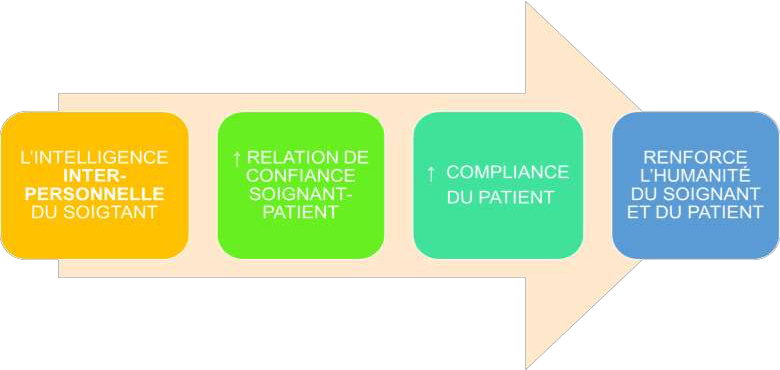 L'INTELLIGENCE
INTER-
PERSONNELLE
DU SOIGTANT
↑ RELATION DE
CONFIANCE
SOIGNANT-
PATIENT
↑ COMPLIANCE
DU PATIENT
RENFORCE
L'HUMANITÉ
DU SOIGNANT
ET DU PATIENT